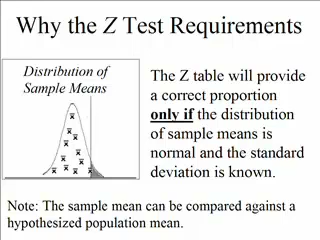 Why the Z Test Requirements
Distribution of
Sample Means
The Z table will provide
a correct proportion
only if the distribution
of sample means is
normal and the standard
deviation is known.
x̅
x̅
x̅
x̅
x̅
x̅
x̅
x̅
x̅
x̅
Note: The sample mean can be compared against a
hypothesized population mean.